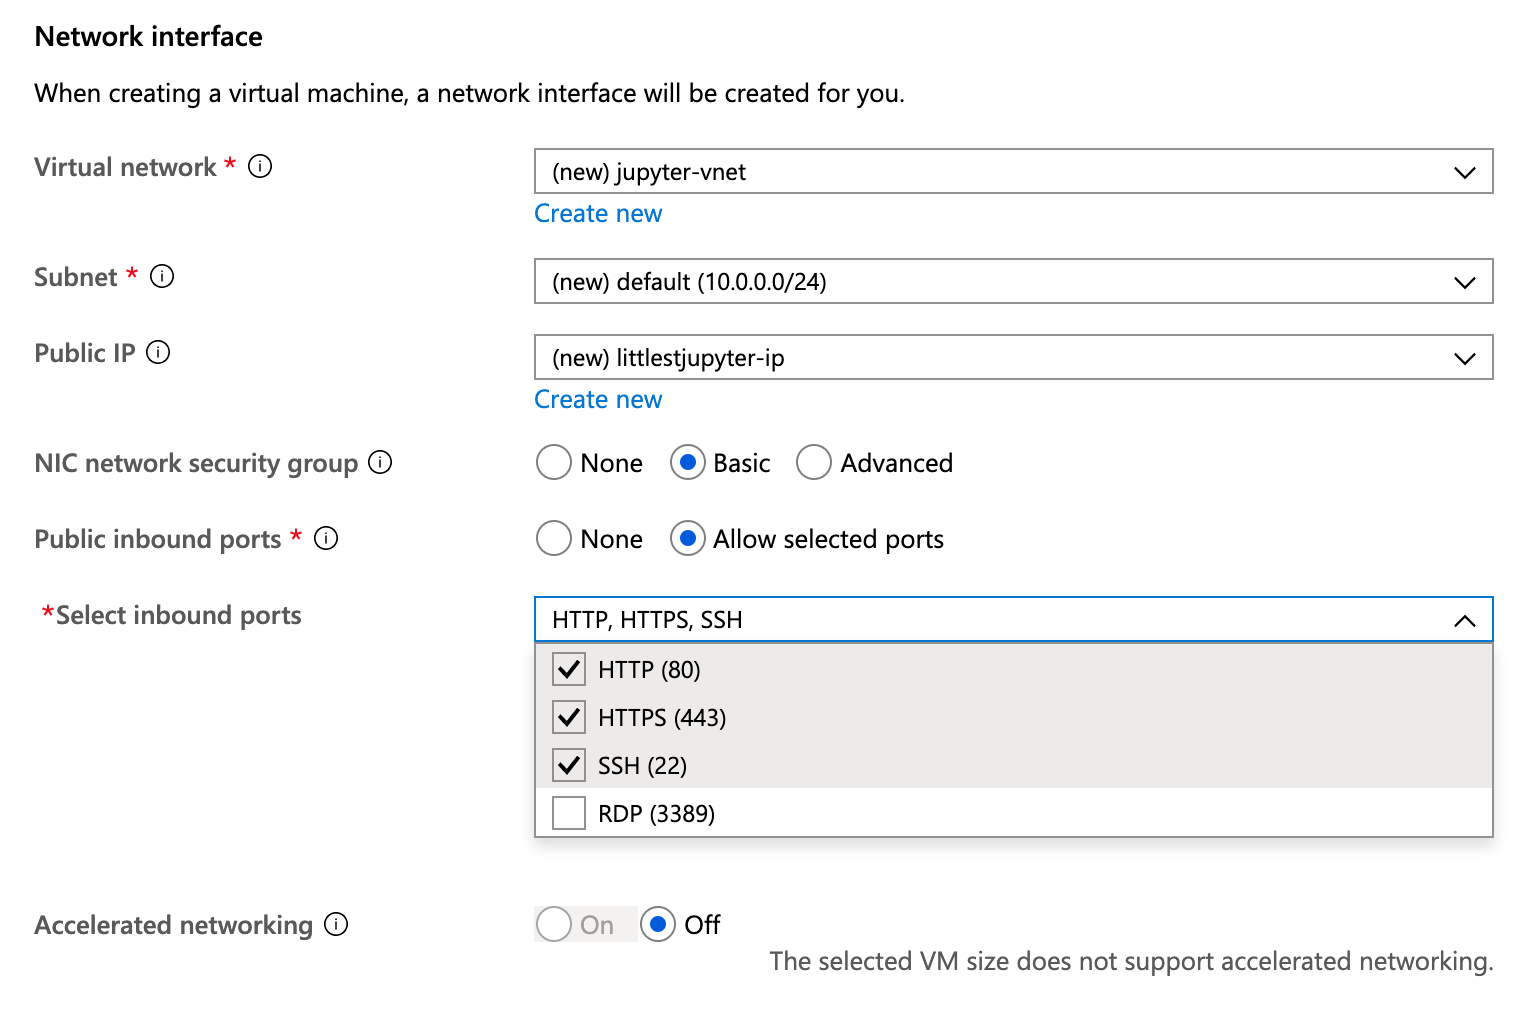 Network interface
When creating a virtual machine, a network interface will be created for you.
Virtual network *
(new) jupyter-vnet
Create new
Subnet *
(new) default (10.0.0.0/24)
Public IP
(new) littlestjupyter-ip
Create new
NIC network security group
None Basic Advanced
Public inbound ports *
None Allow selected ports
*Select inbound ports
HTTP, HTTPS, SSH
HTTP (80)
HTTPS (443)
SSH (22)
RDP (3389)
Accelerated networking
On Off
The selected VM size does not support accelerated networking.